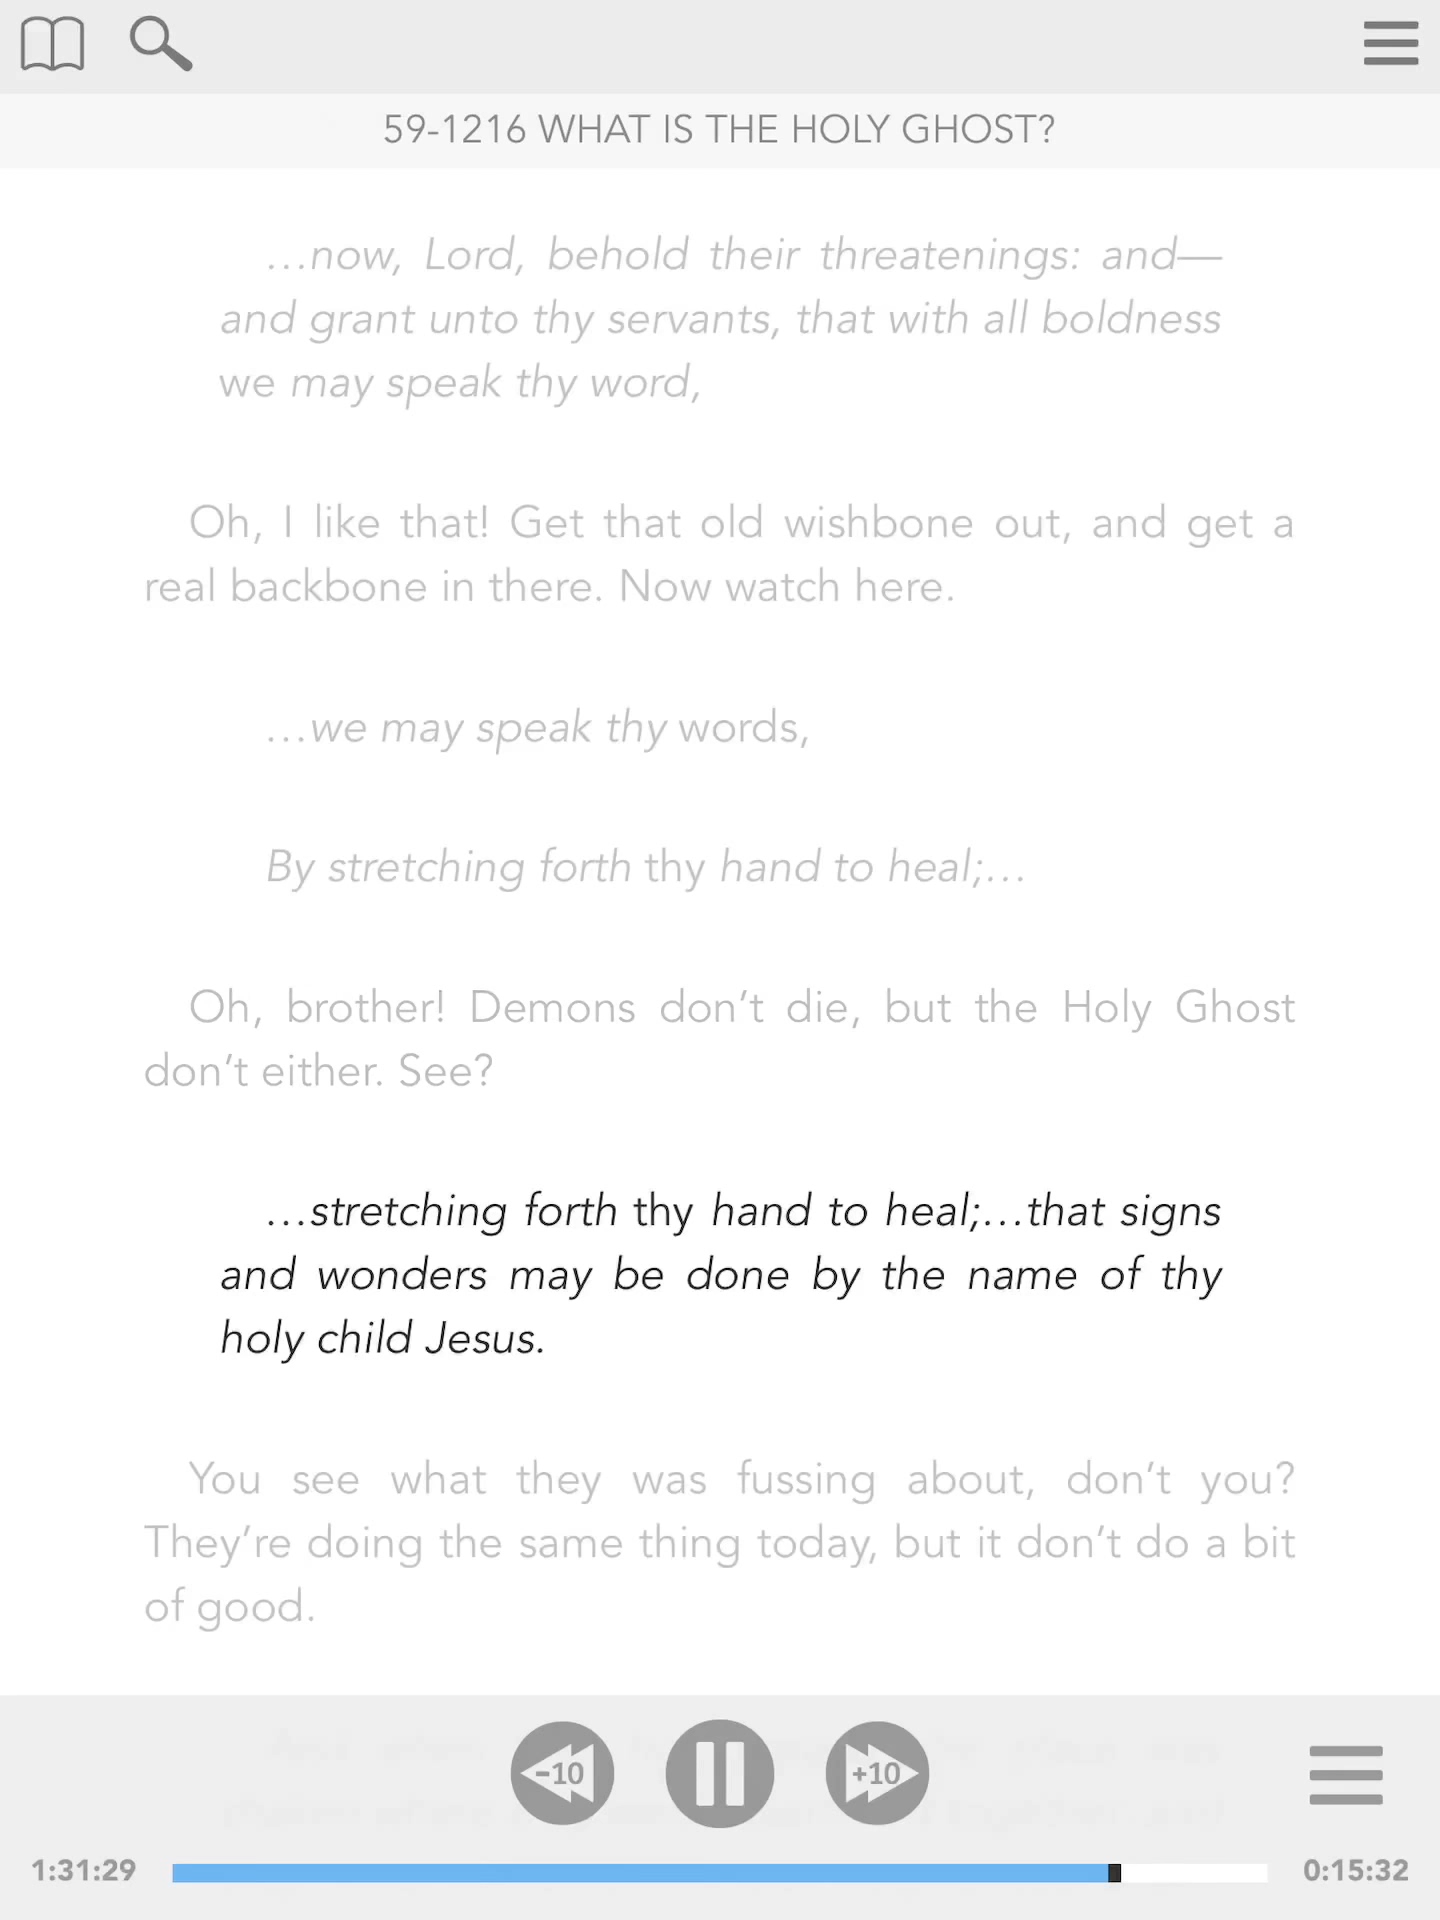 59-1216 WHAT IS THE HOLY GHOST?
…now, Lord, behold their threatenings: and—
and grant unto thy servants, that with all boldness
we may speak thy word,
Oh, I like that! Get that old wishbone out, and get a
real backbone in there. Now watch here.
…we may speak thy words,
By stretching forth thy hand to heal;…
Oh, brother! Demons don’t die, but the Holy Ghost
don’t either. See?
…stretching forth thy hand to heal;…that signs
and wonders may be done by the name of thy
holy child Jesus.
You see what they was fussing about, don’t you?
They’re doing the same thing today, but it don’t do a bit
of good.
-10 +10
1:31:29 0:15:32